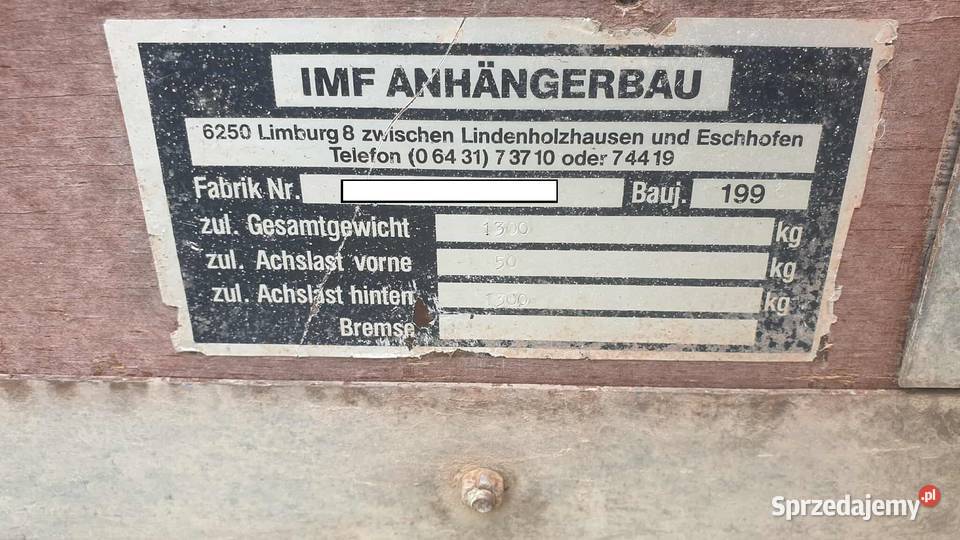 IMF ANHÄNGERBAU
6250 Limburg 8 zwischen Lindenholzhausen und Eschhofen
Telefon (0 64 31) 7 37 10 oder 7 44 19
Fabrik Nr. Bauj. 199
zul. Gesamtgewicht 1300 kg
zul. Achslast vorne 50 kg
zul. Achslast hinten 1300 kg
Bremse
Sprzedajemy.pl